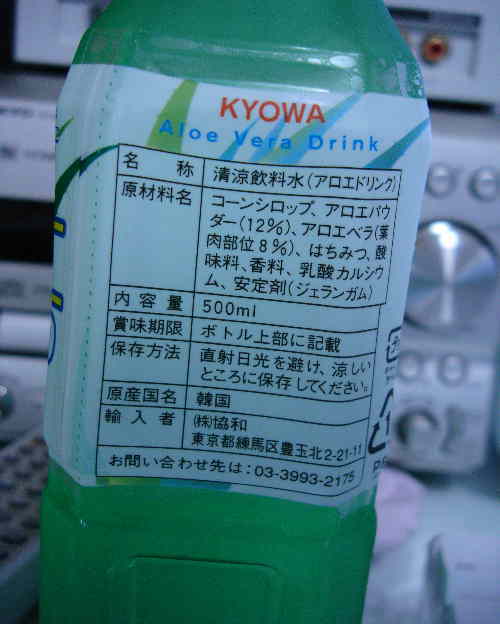 KYOWA
Aloe Vera Drink
名 称 清涼飲料水(アロエドリンク)
原材料名 コーンシロップ、アロエパウ
ダー(12%)、アロエベラ(葉
肉部位8%)、はちみつ、酸
味料、香料、乳酸カルシウ
ム、安定剤(ジェランガム)
内容量 500ml
賞味期限 ボトル上部に記載
保存方法 直射日光を避け、涼しい
ところに保存してください。
原産国名 韓国
輸入者 ㈱協和
東京都練馬区豊玉北2-21-11
お問い合わせ先は:03-3993-2175